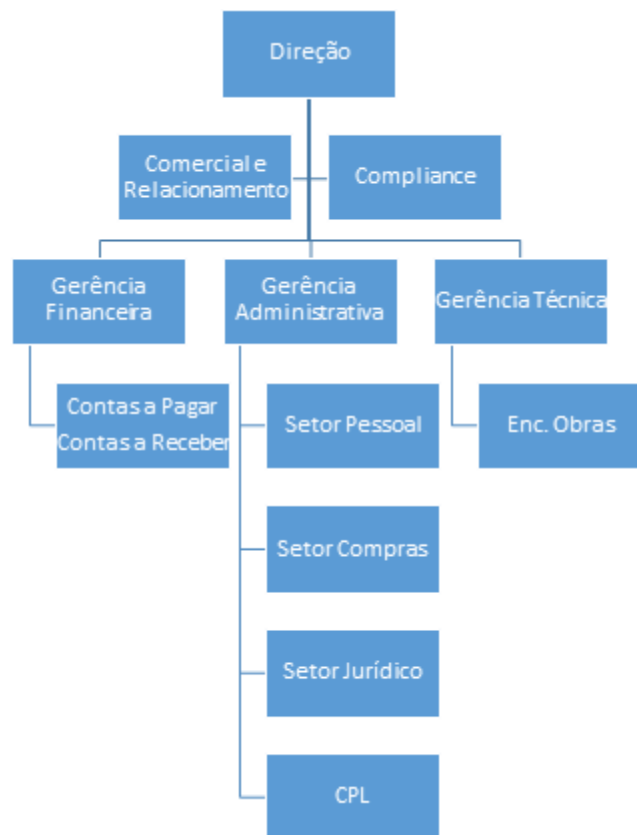 Direção
Comercial e
Relacionamento
Compliance
Gerência
Financeira
Gerência
Administrativa
Gerência Técnica
Contas a Pagar
Contas a Receber
Setor Pessoal
Enc. Obras
Setor Compras
Setor Jurídico
CPL